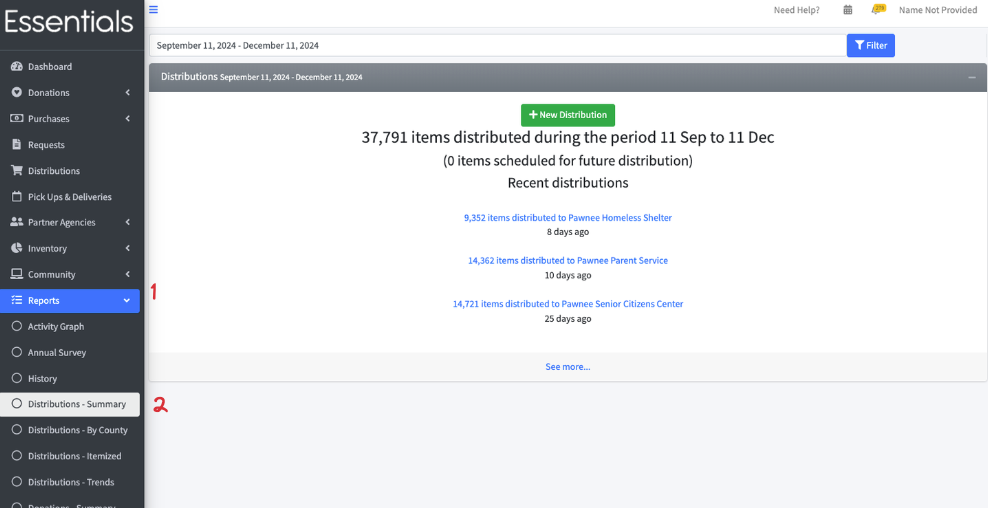 ESSENTIALS
Need Help?
278
Name Not Provided
September 11, 2024 - December 11, 2024
Filter
Dashboard
Donations
Purchases
Requests
Distributions
Pick Ups & Deliveries
Partner Agencies
Inventory
Community
Reports
Activity Graph
Annual Survey
History
Distributions - Summary
Distributions - By County
Distributions - Itemized
Distributions - Trends
Donations - Summary
Distributions September 11, 2024 - December 11, 2024
New Distribution
37,791 items distributed during the period 11 Sep to 11 Dec
(0 items scheduled for future distribution)
Recent distributions
9,352 items distributed to Pawnee Homeless Shelter
8 days ago
14,362 items distributed to Pawnee Parent Service
10 days ago
14,721 items distributed to Pawnee Senior Citizens Center
25 days ago
See more...
1
2